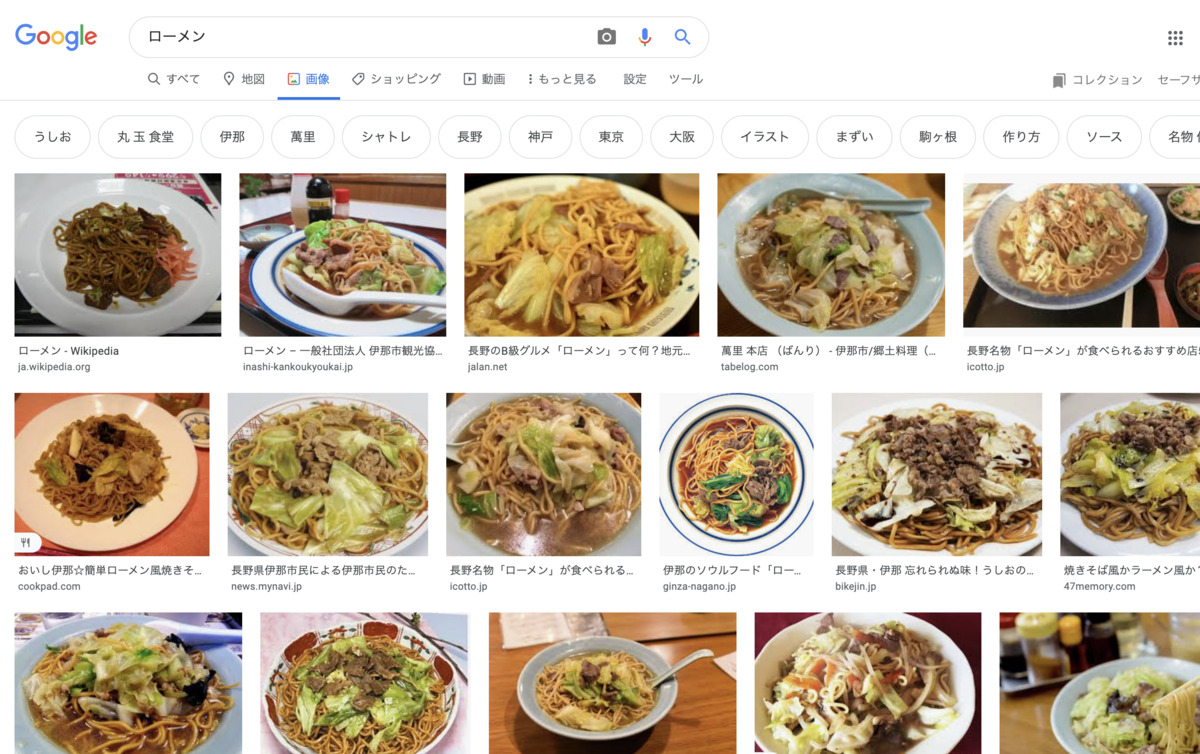 Google
ローメン
すべて
地図
画像
ショッピング
動画
もっと見る
設定
ツール
コレクション
セーフサ
うしお
丸 玉 食堂
伊那
萬里
シャトレ
長野
神戸
東京
大阪
イラスト
まずい
駒ヶ根
作り方
ソース
名物
ローメン - Wikipedia
ja.wikipedia.org
ローメン – 一般社団法人 伊那市観光協...
inashi-kankoukyoukai.jp
長野のB級グルメ「ローメン」って何？地元...
jalan.net
萬里 本店 （ばんり） - 伊那市/郷土料理（...
tabelog.com
長野名物「ローメン」が食べられるおすすめ店
icotto.jp
おいし伊那☆簡単ローメン風焼きそ...
cookpad.com
長野県伊那市民による伊那市民のた...
news.mynavi.jp
長野名物「ローメン」が食べられる...
icotto.jp
伊那のソウルフード「ロー...
ginza-nagano.jp
長野県・伊那 忘れられぬ味！うしおの...
bikejin.jp
焼きそば風かラーメン風か？
47memory.com